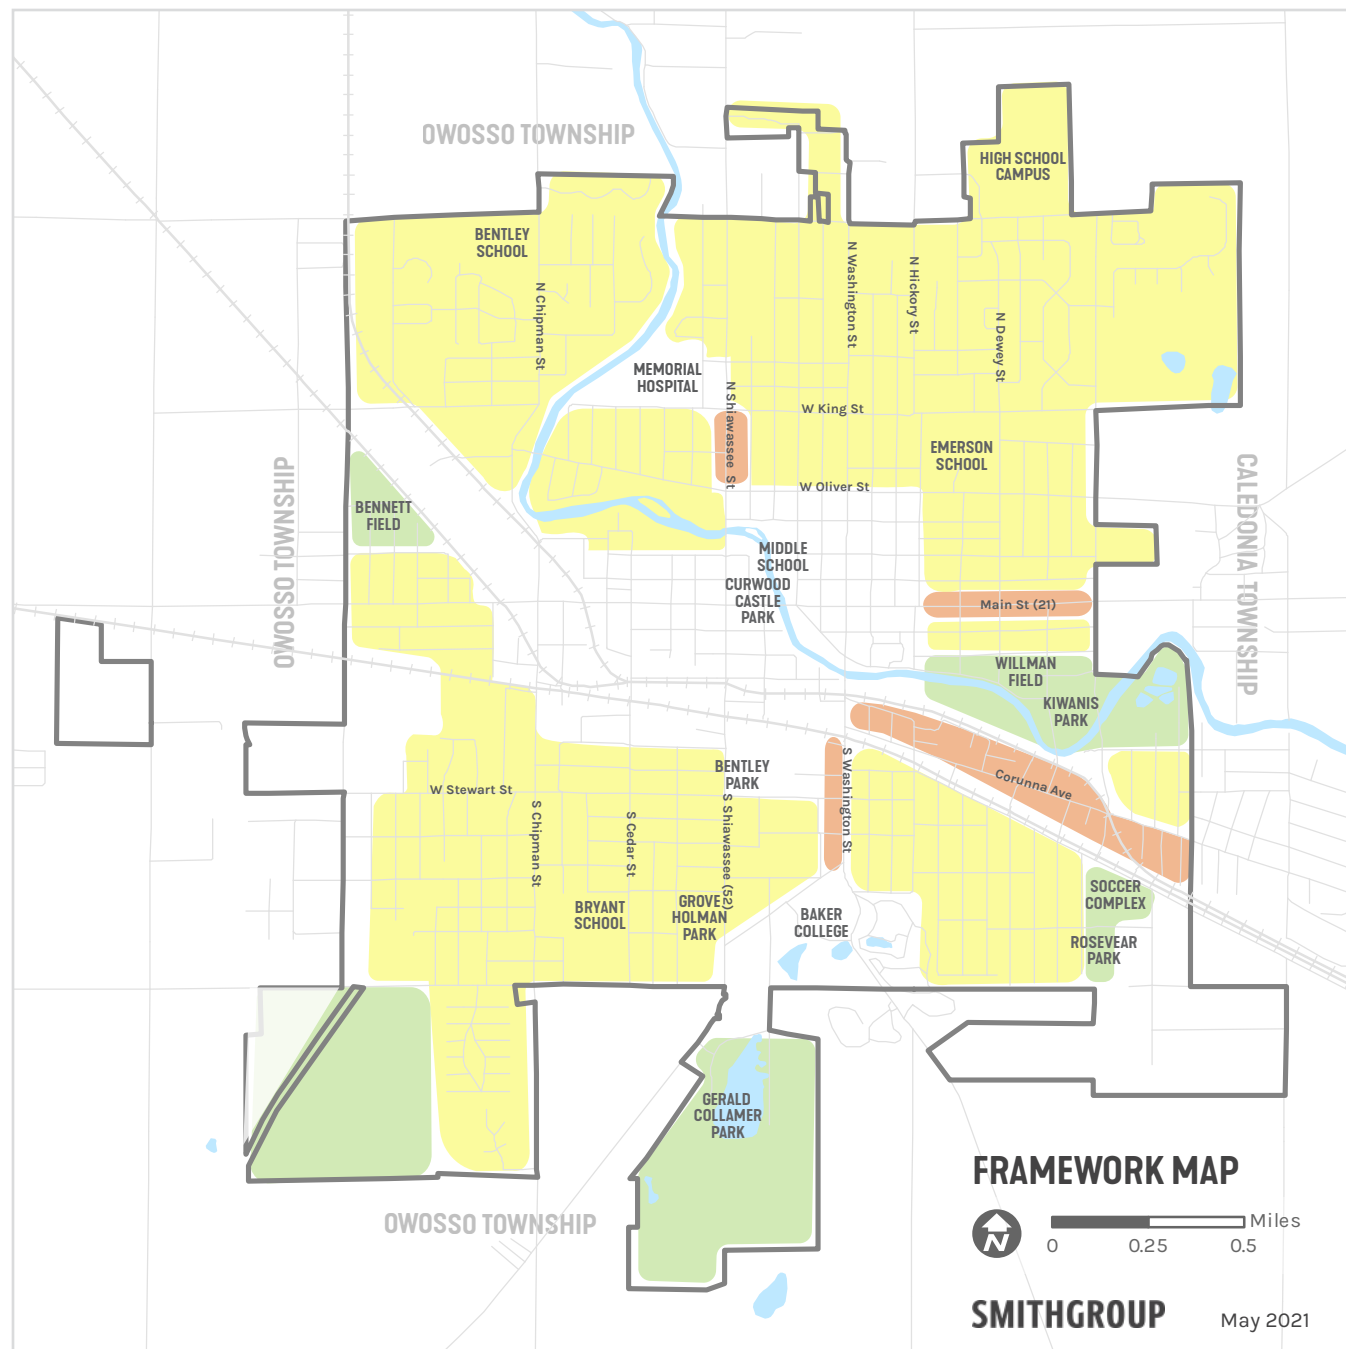 OWOSSO TOWNSHIP
HIGH SCHOOL
CAMPUS
BENTLEY
SCHOOL
N Chipman St
N Washington St
N Hickory St
N Dewey St
MEMORIAL
HOSPITAL
N Shiawassee St
W King St
EMERSON
SCHOOL
W Oliver St
OWOSSO TOWNSHIP
CALEDONIA TOWNSHIP
BENNETT
FIELD
MIDDLE
SCHOOL
CURWOOD
CASTLE
PARK
Main St (21)
WILLMAN
FIELD
KIWANIS
PARK
BENTLEY
PARK
Corunna Ave
W Stewart St
S Chipman St
S Cedar St
S Shiawassee (52)
S Washington St
BRYANT
SCHOOL
GROVE
HOLMAN
PARK
BAKER
COLLEGE
SOCCER
COMPLEX
ROSEVEAR
PARK
GERALD
COLLAMER
PARK
OWOSSO TOWNSHIP
FRAMEWORK MAP
N
Miles
0 0.25 0.5
SMITHGROUP
May 2021